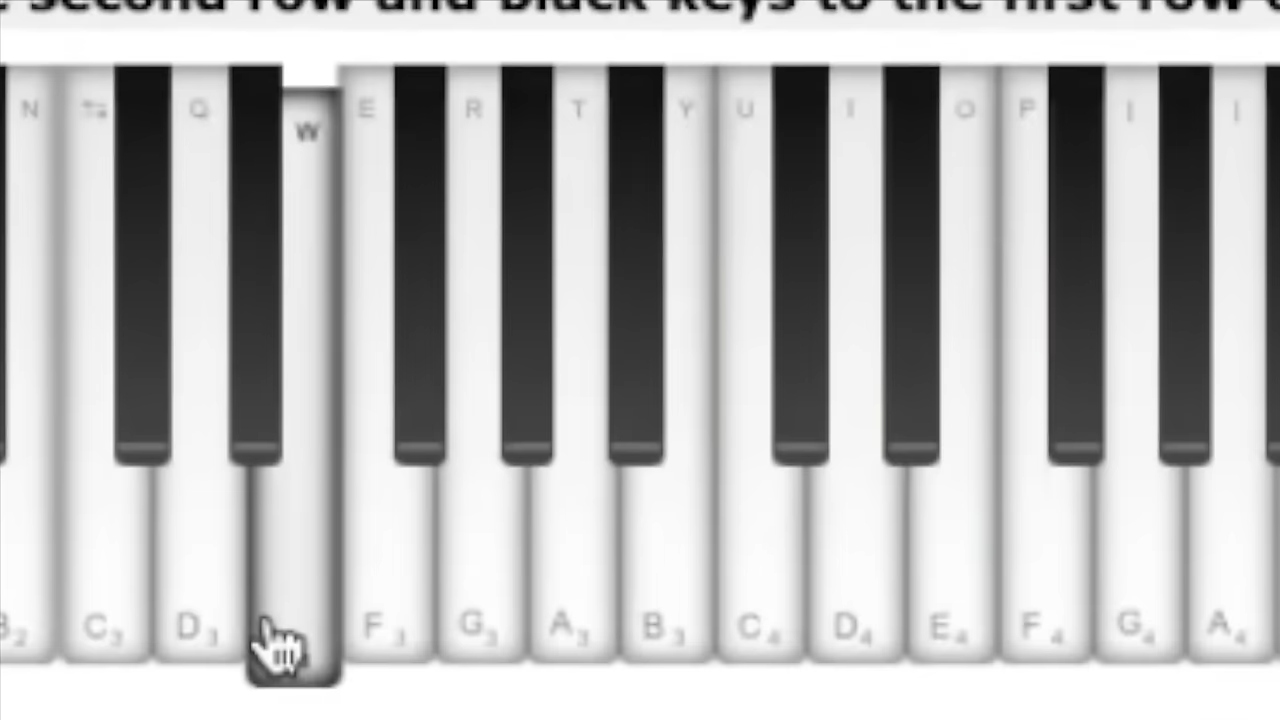 second row and black keys to the first row
N ↹ Q W E R T Y U I O P [ ]
B2 C3 D3 F3 G3 A3 B3 C4 D4 E4 F4 G4 A4